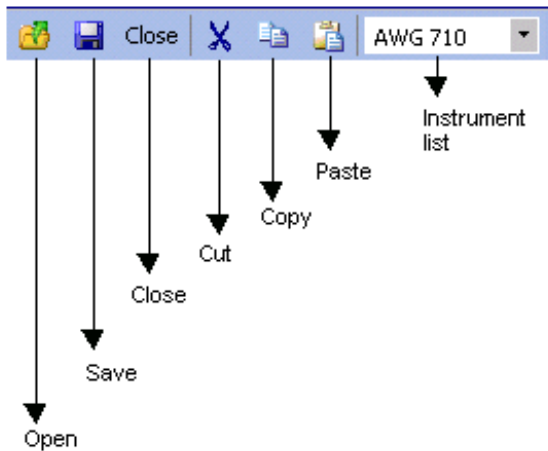 Close
AWG 710
Instrument
list
Paste
Copy
Cut
Close
Save
Open